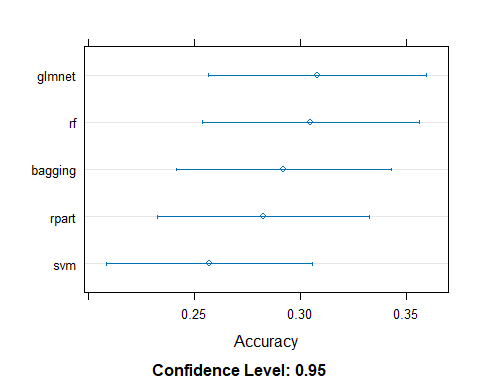 glmnet
rf
bagging
rpart
svm
0.25 0.30 0.35
Accuracy
Confidence Level: 0.95